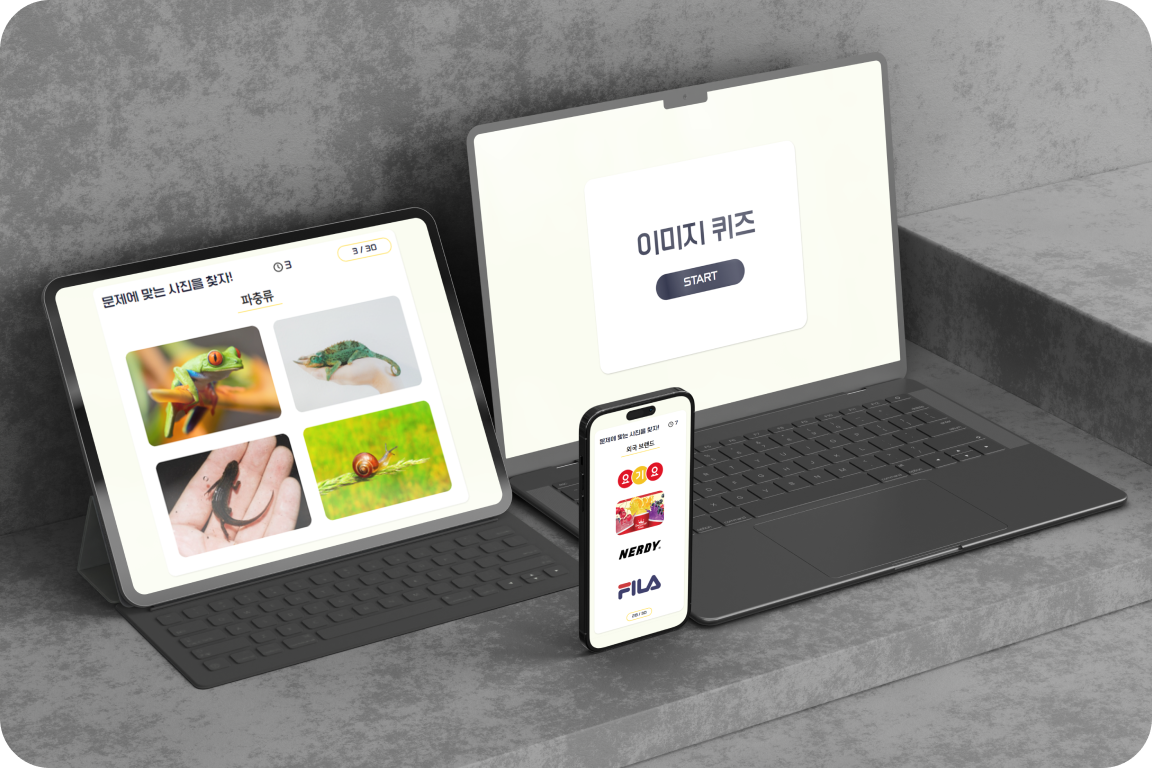 이미지 퀴즈
START
문제에 맞는 사진을 찾자!
3
3 / 30
파충류
문제에 맞는 사진을 찾자!
7
외국 브랜드
요기요
NERDY.
FILA